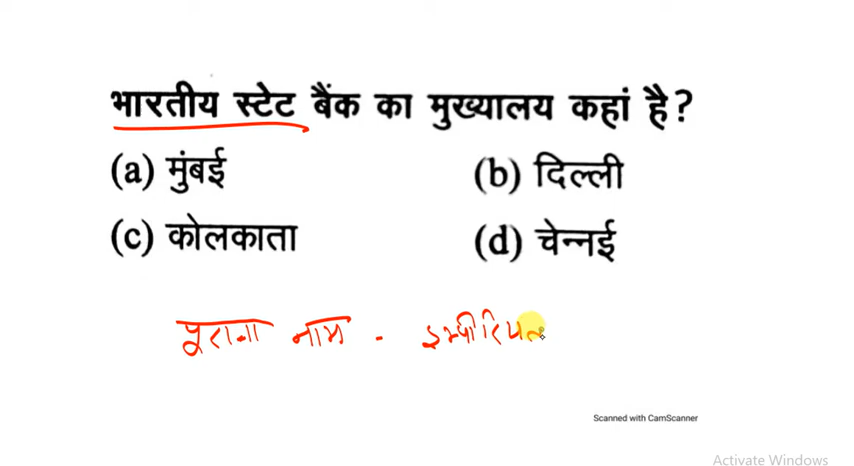 भारतीय स्टेट बैंक का मुख्यालय कहां है?
(a) मुंबई (b) दिल्ली
(c) कोलकाता (d) चेन्नई
पुराना नाम - इम्पीरियल
Scanned with CamScanner
Activate Windows